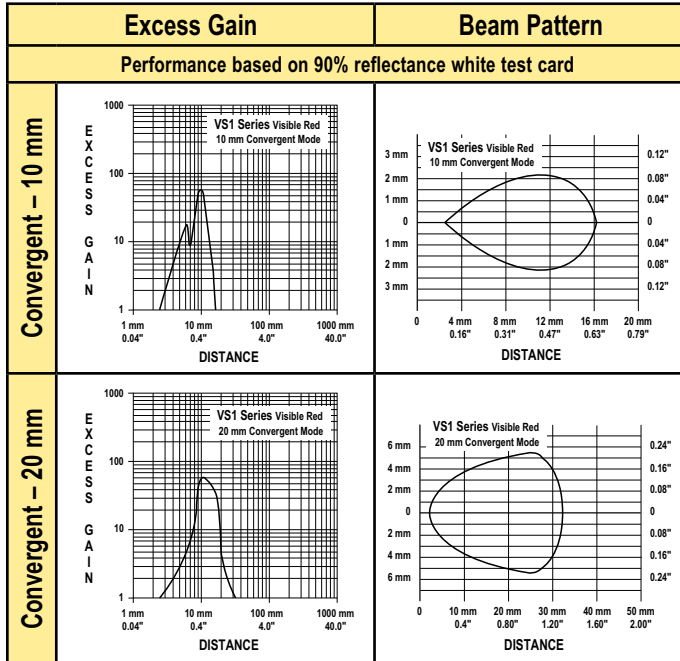 Excess Gain
Beam Pattern
Performance based on 90% reflectance white test card
Convergent – 10 mm
EXCESS GAIN
1000
100
10
1
VS1 Series Visible Red
10 mm Convergent Mode
1 mm 10 mm 100 mm 1000 mm
0.04" 0.4" 4.0" 40.0"
DISTANCE
VS1 Series Visible Red
10 mm Convergent Mode
3 mm 0.12"
2 mm 0.08"
1 mm 0.04"
0 0
1 mm 0.04"
2 mm 0.08"
3 mm 0.12"
0 4 mm 8 mm 12 mm 16 mm 20 mm
0.16" 0.31" 0.47" 0.63" 0.79"
DISTANCE
Convergent – 20 mm
EXCESS GAIN
1000
100
10
1
VS1 Series Visible Red
20 mm Convergent Mode
1 mm 10 mm 100 mm 1000 mm
0.04" 0.4" 4.0" 40.0"
DISTANCE
VS1 Series Visible Red
20 mm Convergent Mode
6 mm 0.24"
4 mm 0.16"
2 mm 0.08"
0 0
2 mm 0.08"
4 mm 0.16"
6 mm 0.24"
0 10 mm 20 mm 30 mm 40 mm 50 mm
0.4" 0.80" 1.20" 1.60" 2.00"
DISTANCE